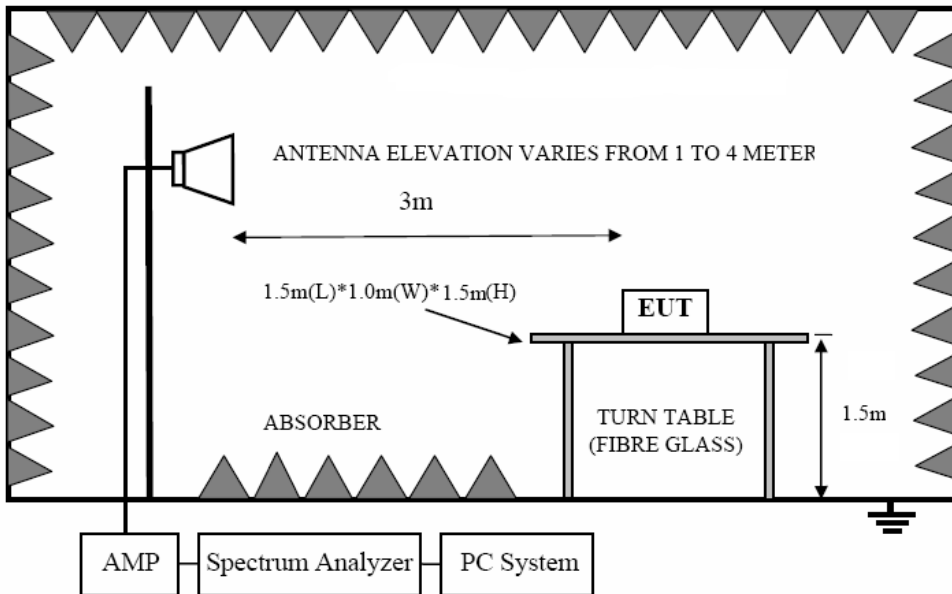 ANTENNA ELEVATION VARIES FROM 1 TO 4 METER
3m
1.5m(L)*1.0m(W)*1.5m(H)
EUT
1.5m
ABSORBER
TURN TABLE
(FIBRE GLASS)
AMP
Spectrum Analyzer
PC System